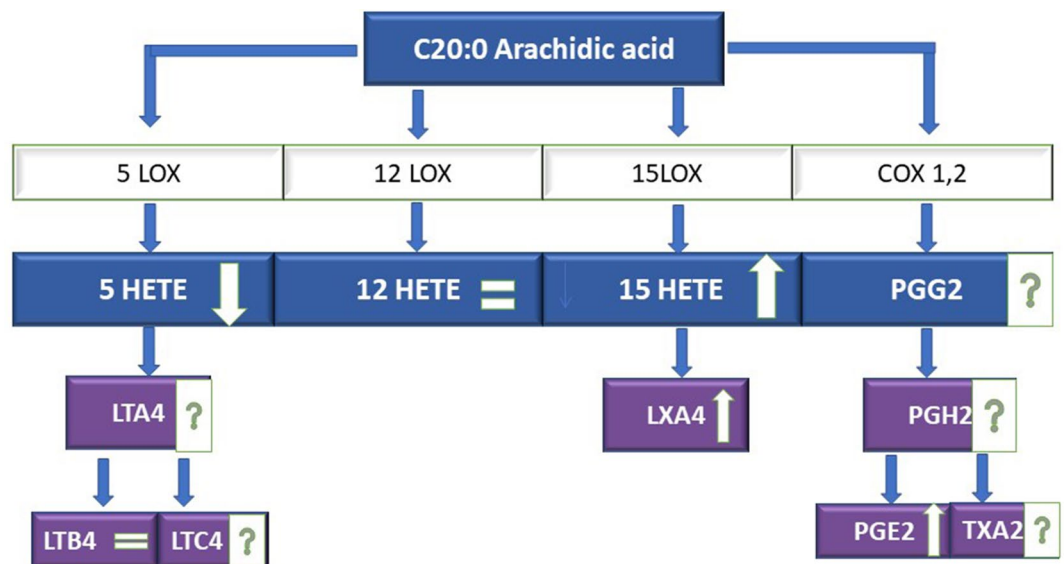 C20:0 Arachidic acid
5 LOX
12 LOX
15LOX
COX 1,2
5 HETE
12 HETE =
15 HETE
PGG2 ?
LTA4 ?
LXA4
PGH2 ?
LTB4 =
LTC4 ?
PGE2
TXA2 ?